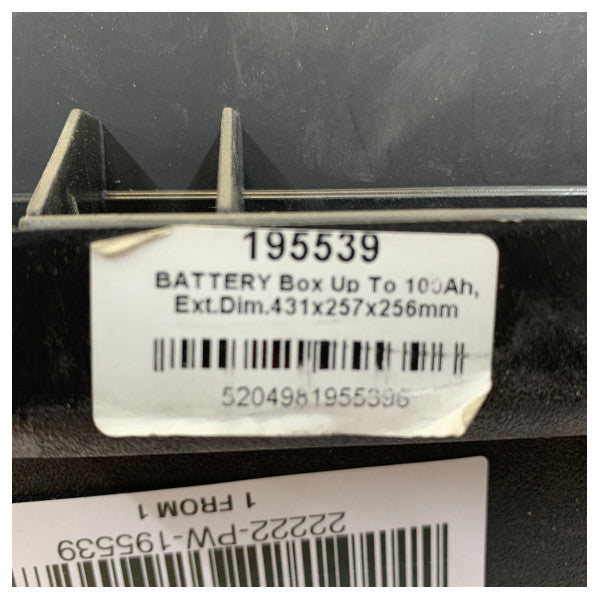 195539
BATTERY Box Up To 100Ah,
Ext.Dim.431x257x256mm
5204981955396
1 FROM 1
22222-PW-195539